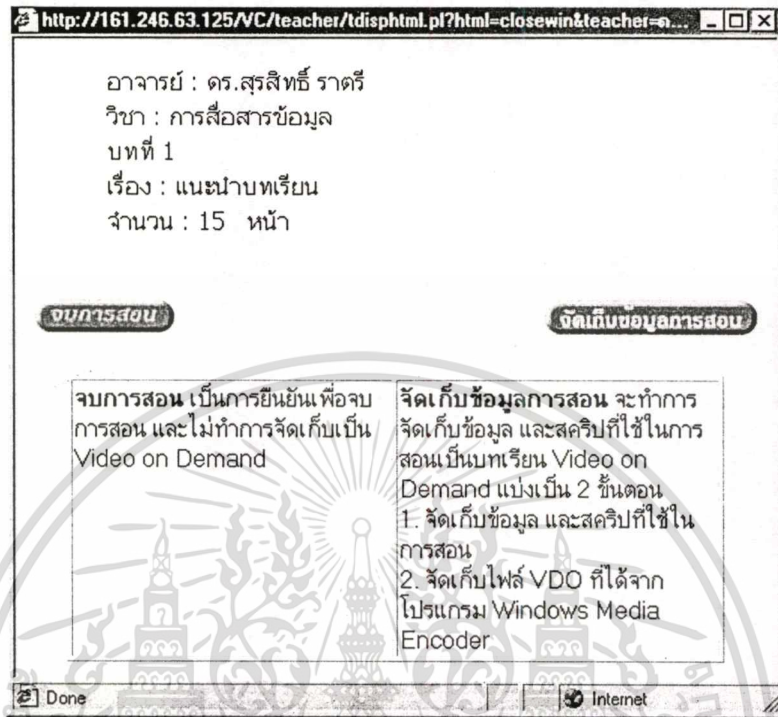 http://161.246.63.125/VC/teacher/tdisphtml.pl?html=closewin&teacher=ด...
อาจารย์ : ดร.สุรสิทธิ์ ราตรี
วิชา : การสื่อสารข้อมูล
บทที่ 1
เรื่อง : แนะนำบทเรียน
จำนวน : 15 หน้า
จบการสอน
จัดเก็บข้อมูลการสอน
จบการสอน เป็นการยืนยันเพื่อจบ
การสอน และไม่ทำการจัดเก็บเป็น
Video on Demand
จัดเก็บข้อมูลการสอน จะทำการ
จัดเก็บข้อมูล และสคริปที่ใช้ในการ
สอนเป็นบทเรียน Video on
Demand แบ่งเป็น 2 ขั้นตอน
1. จัดเก็บข้อมูล และสคริปที่ใช้ใน
การสอน
2. จัดเก็บไฟล์ VDO ที่ได้จาก
โปรแกรม Windows Media
Encoder
Done
Internet